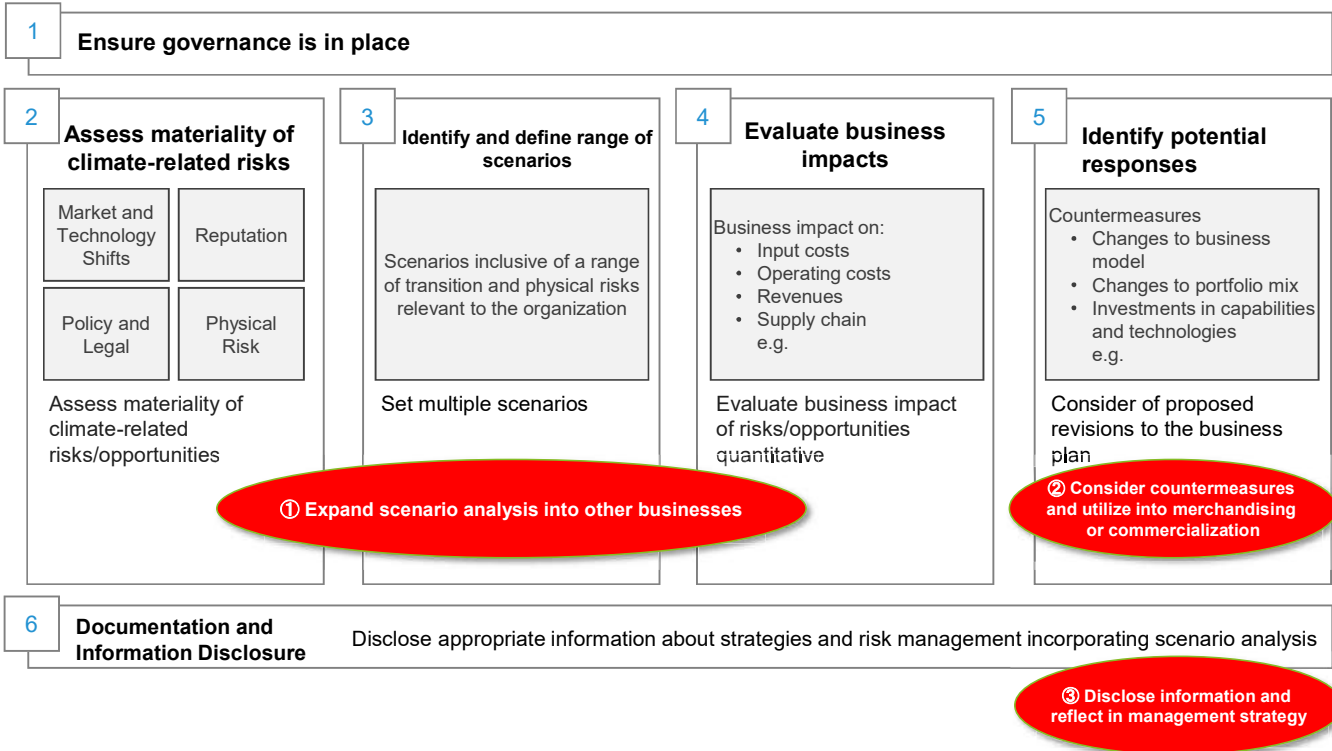 1
Ensure governance is in place
2
Assess materiality of
climate-related risks
Market and
Technology
Shifts
Reputation
Policy and
Legal
Physical
Risk
Assess materiality of
climate-related
risks/opportunities
3
Identify and define range of
scenarios
Scenarios inclusive of a range
of transition and physical risks
relevant to the organization
Set multiple scenarios
4
Evaluate business
impacts
Business impact on:
• Input costs
• Operating costs
• Revenues
• Supply chain
e.g.
Evaluate business impact
of risks/opportunities
quantitative
5
Identify potential
responses
Countermeasures
• Changes to business
model
• Changes to portfolio mix
• Investments in capabilities
and technologies
e.g.
Consider of proposed
revisions to the business
plan
① Expand scenario analysis into other businesses
② Consider countermeasures
and utilize into merchandising
or commercialization
6
Documentation and
Information Disclosure
Disclose appropriate information about strategies and risk management incorporating scenario analysis
③ Disclose information and
reflect in management strategy